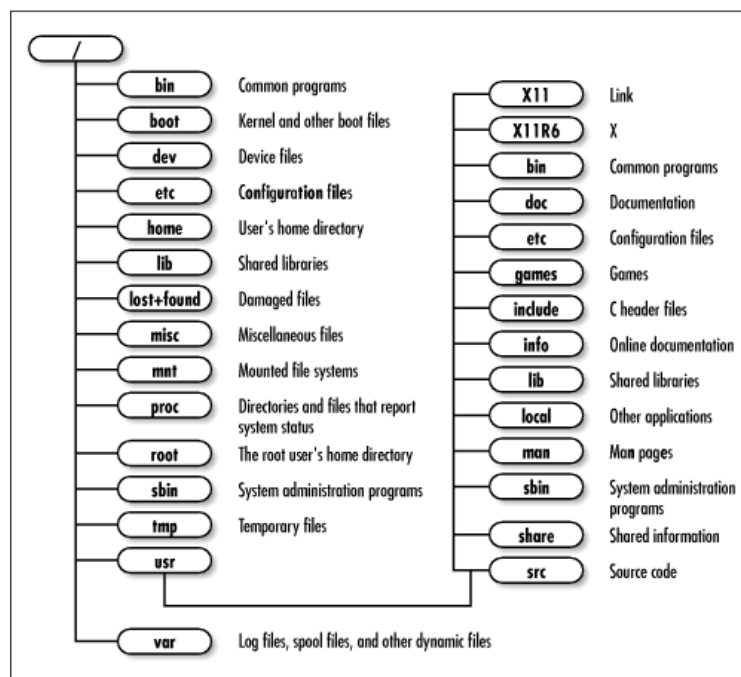 /
bin Common programs
boot Kernel and other boot files
dev Device files
etc Configuration files
home User's home directory
lib Shared libraries
lost+found Damaged files
misc Miscellaneous files
mnt Mounted file systems
proc Directories and files that report
system status
root The root user's home directory
sbin System administration programs
tmp Temporary files
usr
var Log files, spool files, and other dynamic files
X11 Link
X11R6 X
bin Common programs
doc Documentation
etc Configuration files
games Games
include C header files
info Online documentation
lib Shared libraries
local Other applications
man Man pages
sbin System administration
programs
share Shared information
src Source code